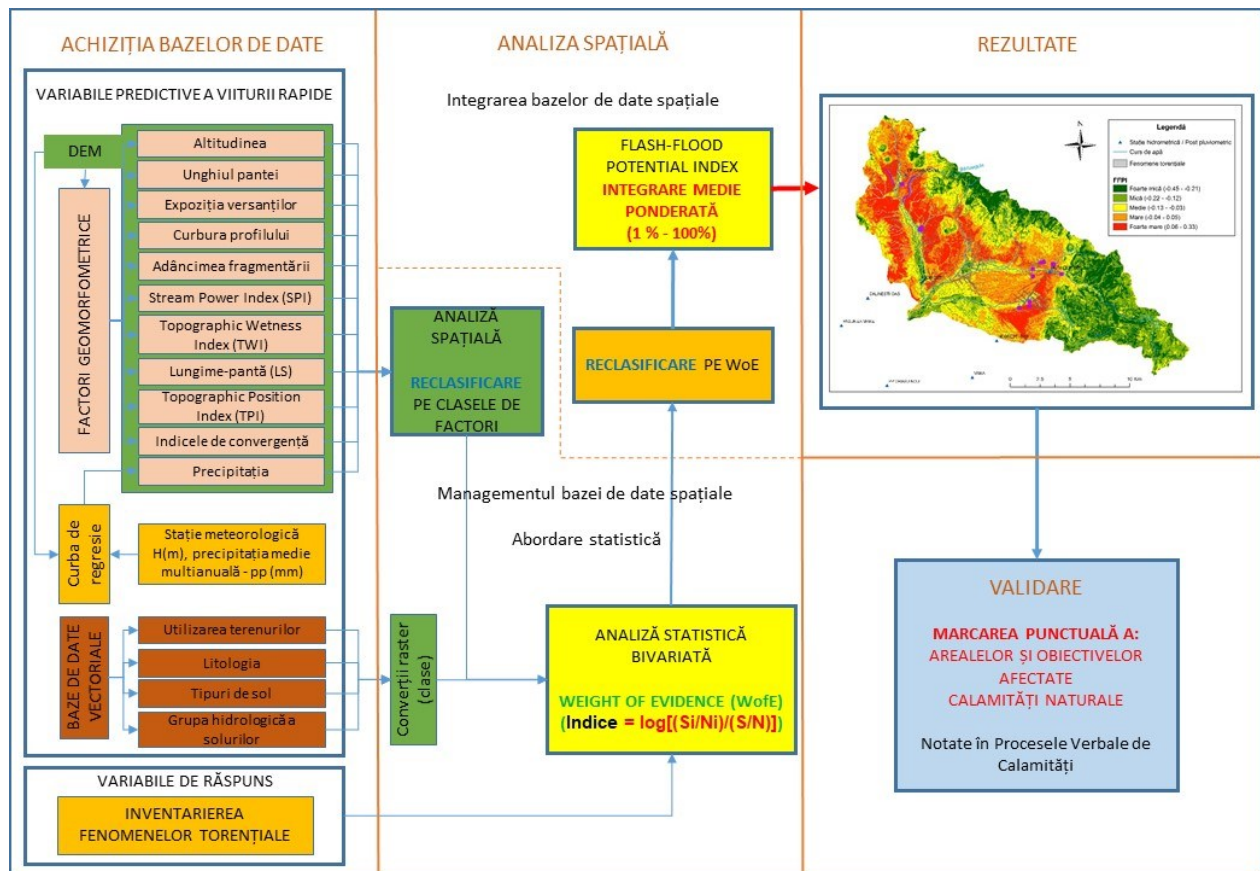 ACHIZIȚIA BAZELOR DE DATE
VARIABILE PREDICTIVE A VIITURII RAPIDE
DEM
FACTORI GEOMORFOMETRICE
Altitudinea
Unghiul pantei
Expoziția versanților
Curbura profilului
Adâncimea fragmentării
Stream Power Index (SPI)
Topographic Wetness
Index (TWI)
Lungime-pantă (LS)
Topographic Position
Index (TPI)
Indicele de convergență
Precipitația
Curba de
regresie
Stație meteorologică
H(m), precipitația medie
multianuală - pp (mm)
BAZE DE DATE
VECTORIALE
Utilizarea terenurilor
Litologia
Tipuri de sol
Grupa hidrologică a
solurilor
VARIABILE DE RĂSPUNS
INVENTARIEREA
FENOMENELOR TORENȚIALE
ANALIZA SPAȚIALĂ
Integrarea bazelor de date spațiale
FLASH-FLOOD
POTENTIAL INDEX
INTEGRARE MEDIE
PONDERATĂ
(1 % - 100%)
ANALIZĂ
SPAȚIALĂ
RECLASIFICARE
PE CLASELE DE
FACTORI
RECLASIFICARE PE WoE
Managementul bazei de date spațiale
Abordare statistică
Convertii raster
(clase)
ANALIZĂ STATISTICĂ
BIVARIATĂ
WEIGHT OF EVIDENCE (WofE)
(Indice = log[(Si/Ni)/(S/N)])
REZULTATE
N
Legendă
Stație hidrometrică / Post pluviometric
Curs de apă
Fenomene torențiale
FFPI
Foarte mică (-0.45 - -0.21)
Mică (-0.22 - -0.12)
Medie (-0.13 - -0.03)
Mare (-0.04 - 0.05)
Foarte mare (0.06 - 0.33)
10 Km
VALIDARE
MARCAREA PUNCTUALĂ A:
AREALELOR ȘI OBIECTIVELOR
AFECTATE
CALAMITĂȚI NATURALE
Notate în Procesele Verbale de
Calamități